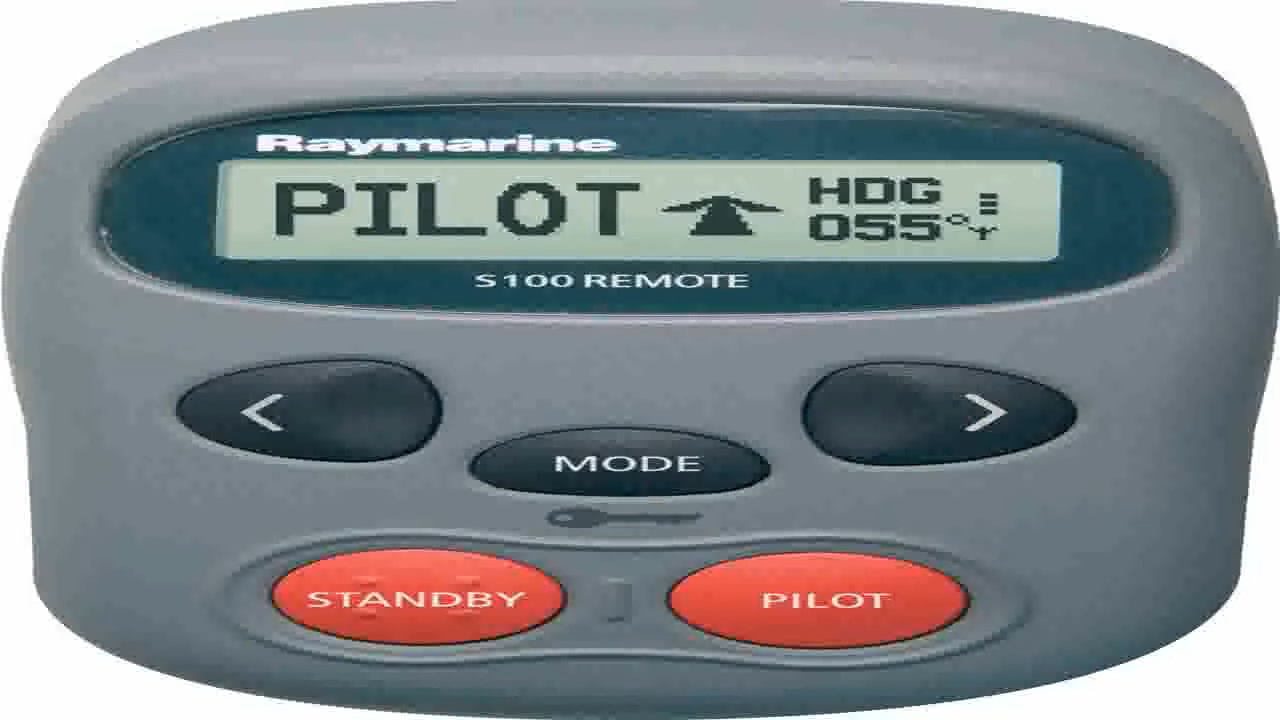 Raymarine
PILOT HDG
055°
S100 REMOTE
< >
MODE
STANDBY PILOT